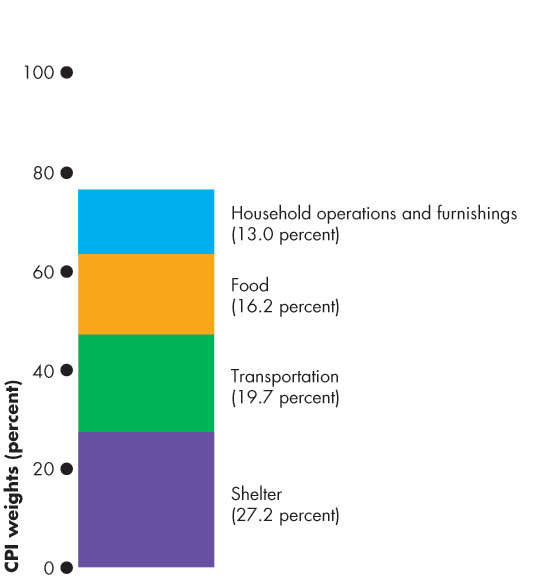 100
80
Household operations and furnishings
(13.0 percent)
60
Food
(16.2 percent)
40
Transportation
(19.7 percent)
20
Shelter
(27.2 percent)
0
CPI weights (percent)